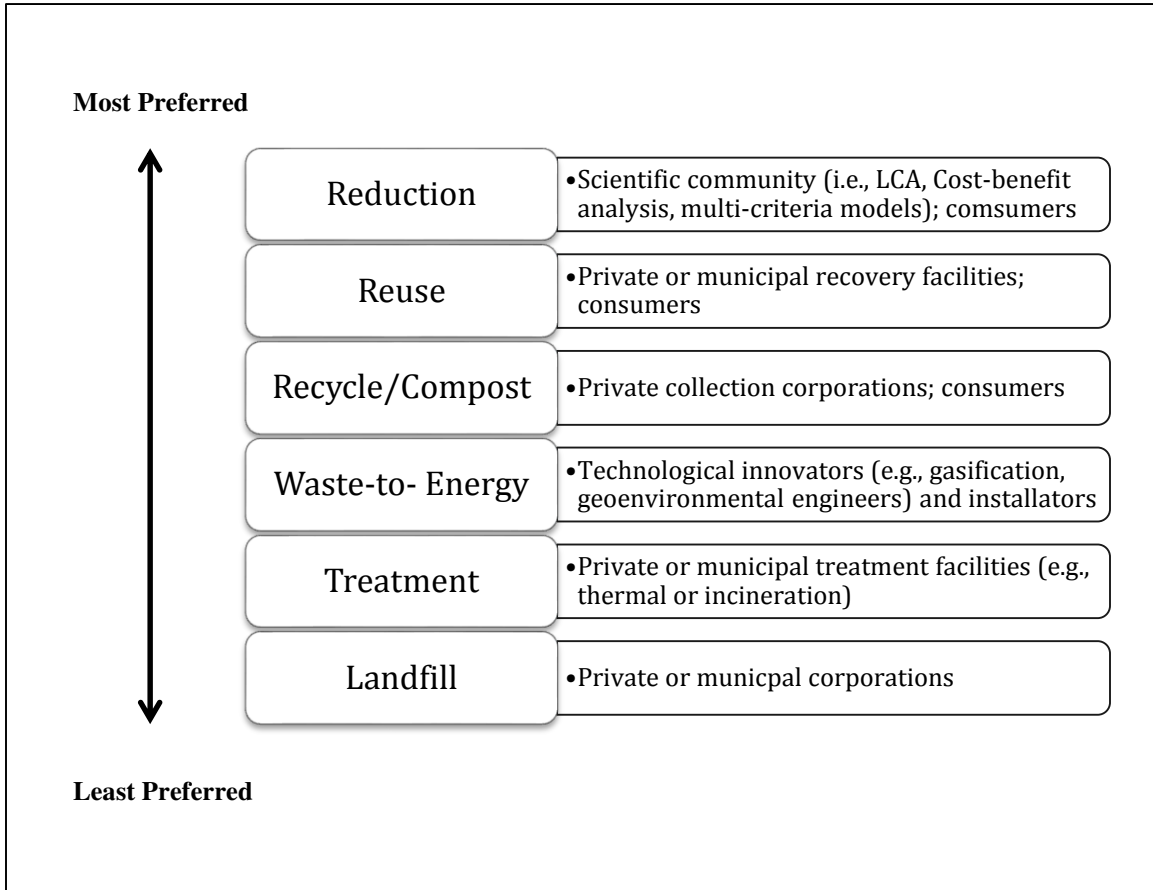 Most Preferred
Reduction
•Scientific community (i.e., LCA, Cost-benefit
analysis, multi-criteria models); comsumers
Reuse
•Private or municipal recovery facilities;
consumers
Recycle/Compost
•Private collection corporations; consumers
Waste-to- Energy
•Technological innovators (e.g., gasification,
geoenvironmental engineers) and installators
Treatment
•Private or municipal treatment facilities (e.g.,
thermal or incineration)
Landfill
•Private or municpal corporations
Least Preferred